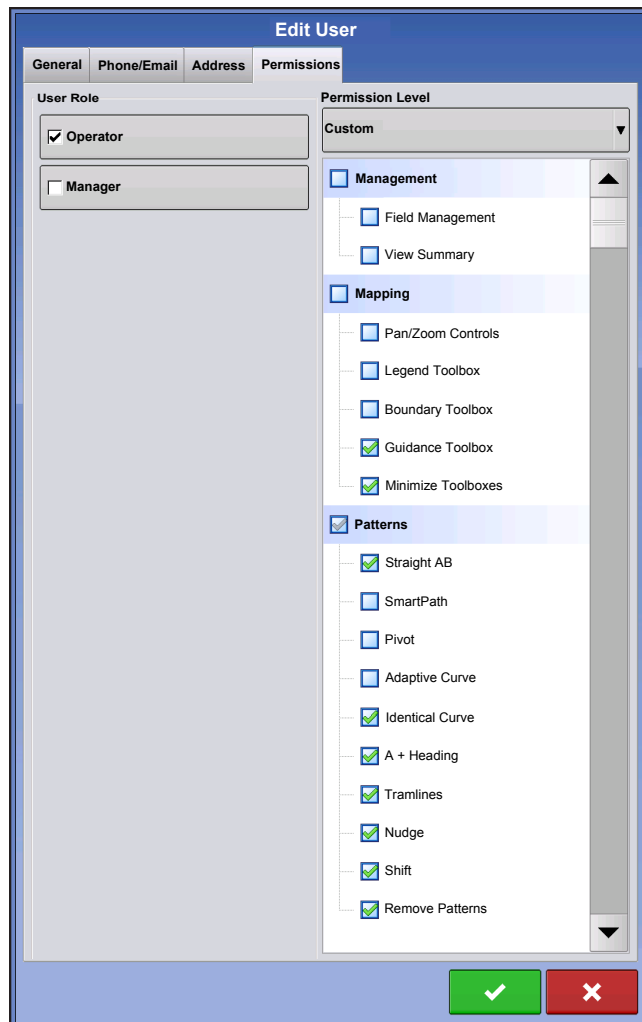 Edit User
General
Phone/Email
Address
Permissions
User Role
Operator
Manager
Permission Level
Custom
Management
Field Management
View Summary
Mapping
Pan/Zoom Controls
Legend Toolbox
Boundary Toolbox
Guidance Toolbox
Minimize Toolboxes
Patterns
Straight AB
SmartPath
Pivot
Adaptive Curve
Identical Curve
A + Heading
Tramlines
Nudge
Shift
Remove Patterns